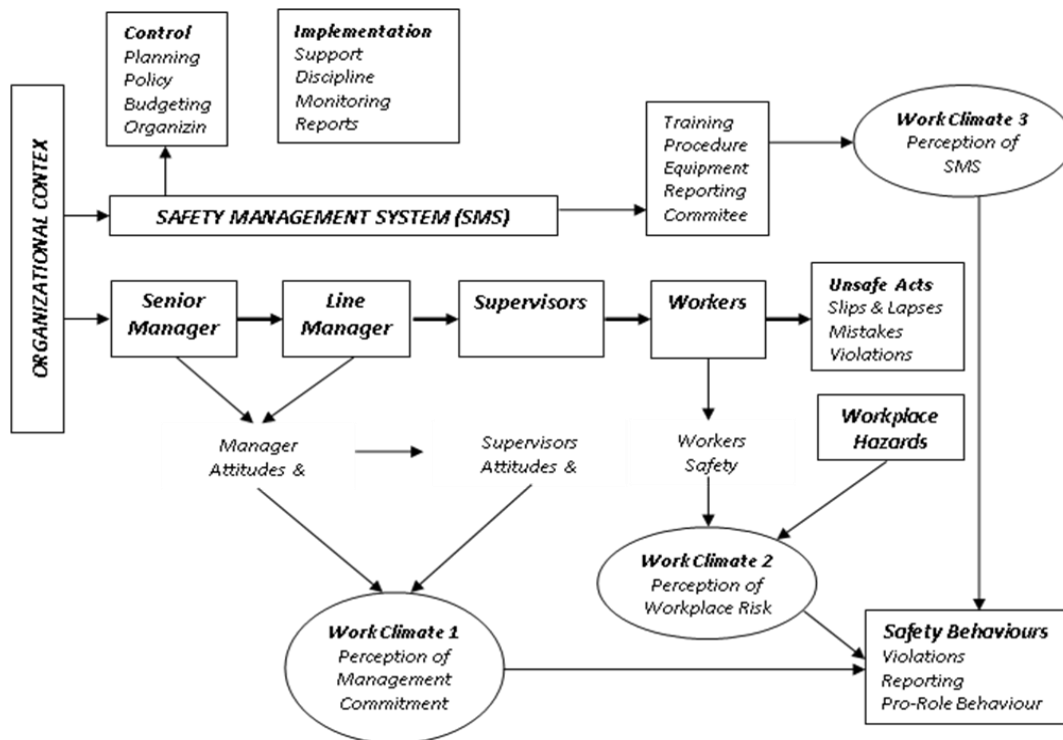 Control
Planning
Policy
Budgeting
Organizin
Implementation
Support
Discipline
Monitoring
Reports
ORGANIZATIONAL CONTEX
Training
Procedure
Equipment
Reporting
Commitee
Work Climate 3
Perception of
SMS
SAFETY MANAGEMENT SYSTEM (SMS)
Senior
Manager
Line
Manager
Supervisors
Workers
Unsafe Acts
Slips & Lapses
Mistakes
Violations
Manager
Attitudes &
Supervisors
Attitudes &
Workers
Safety
Workplace
Hazards
Work Climate 2
Perception of
Workplace Risk
Work Climate 1
Perception of
Management
Commitment
Safety Behaviours
Violations
Reporting
Pro-Role Behaviour